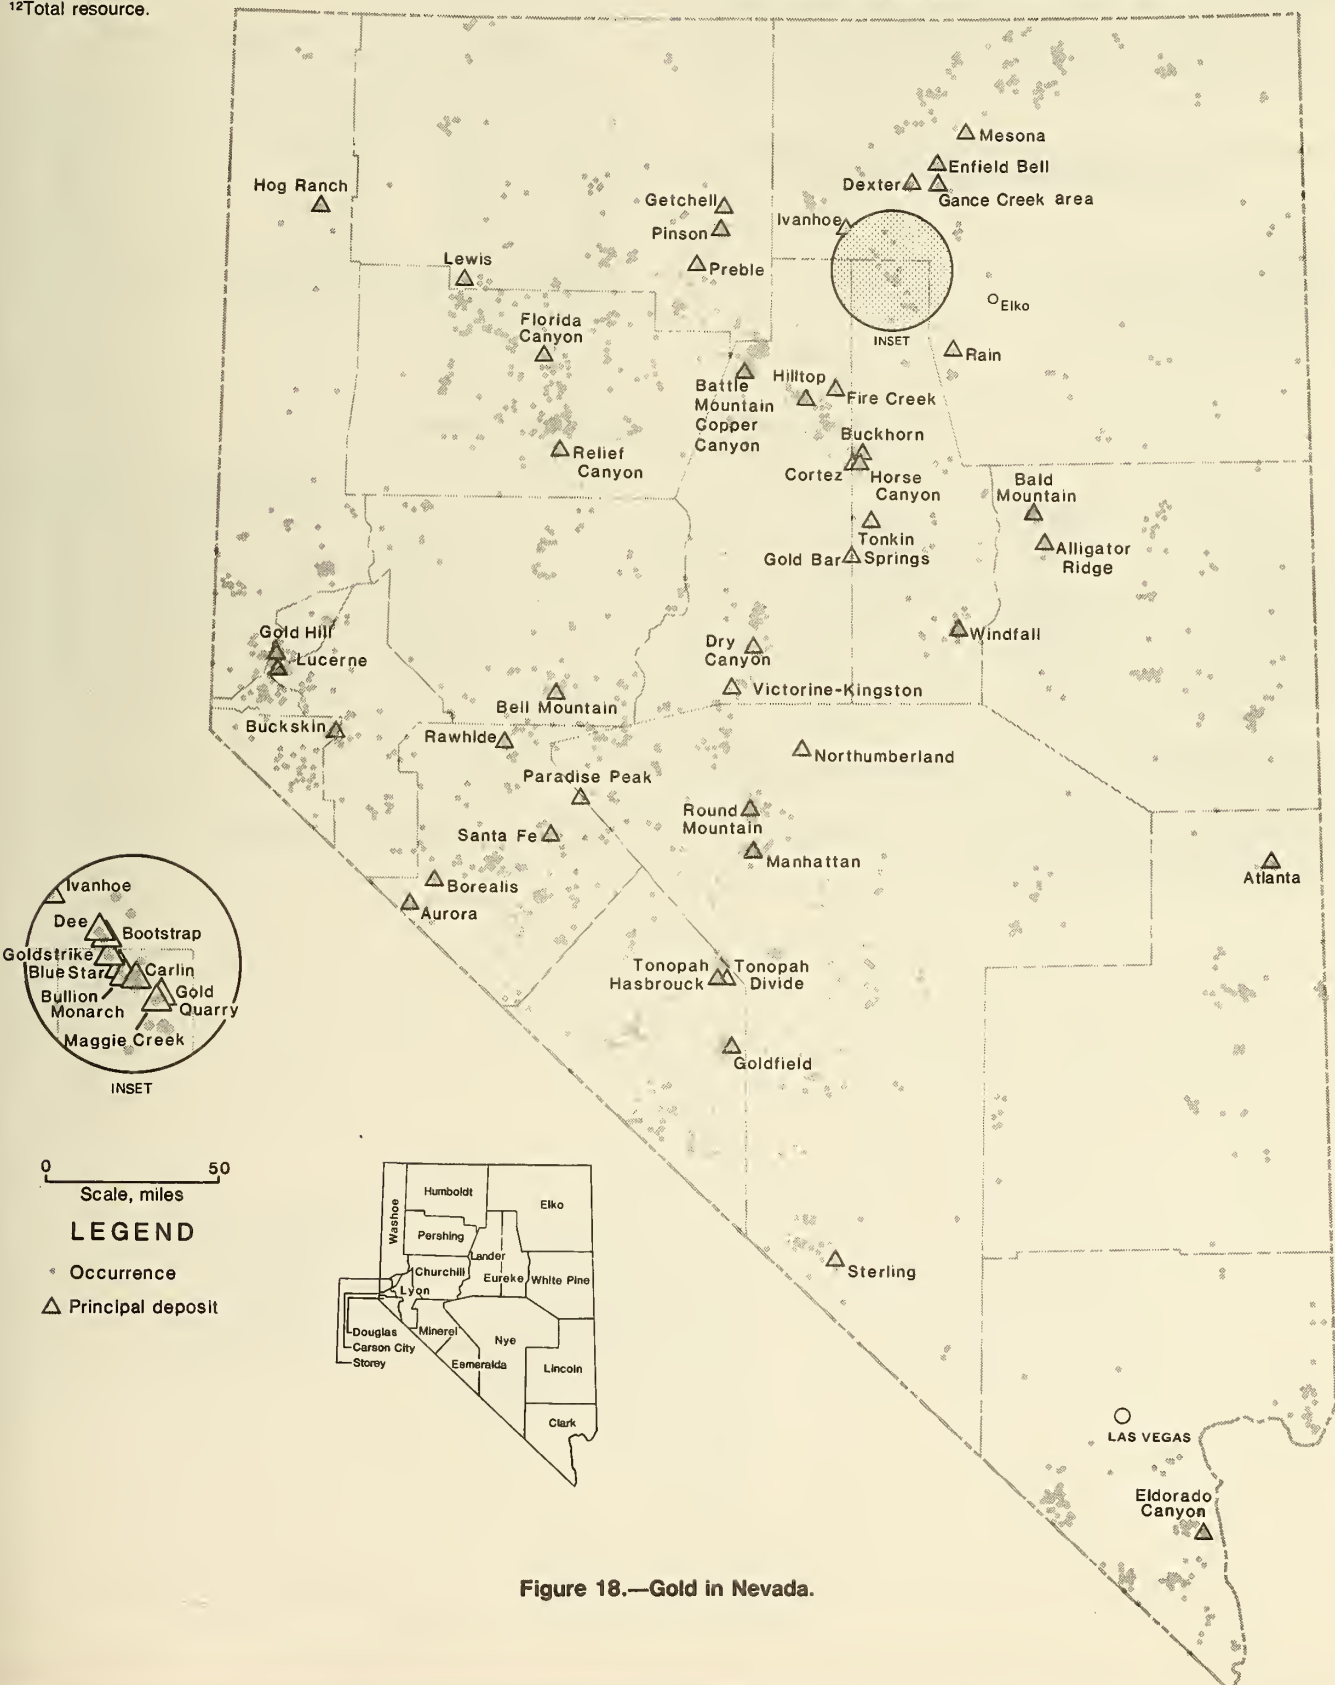 ¹²Total resource.
Mesona
Enfield Bell
Dexter
Gance Creek area
Hog Ranch
Getchell
Pinson
Ivanhoe
Preble
Lewis
Elko
Florida
Canyon
INSET
Rain
Battle
Mountain
Copper
Canyon
Hilltop
Fire Creek
Buckhorn
Relief
Canyon
Cortez
Horse
Canyon
Bald
Mountain
Tonkin
Springs
Gold Bar
Alligator
Ridge
Gold Hill
Lucerne
Dry
Canyon
Windfall
Victorine-Kingston
Bell Mountain
Buckskin
Rawhide
Northumberland
Paradise Peak
Round
Mountain
Santa Fe
Manhattan
Atlanta
Borealis
Aurora
Tonopah
Hasbrouck
Tonopah
Divide
Goldfield
Sterling
LAS VEGAS
Eldorado
Canyon
Ivanhoe
Dee
Bootstrap
Goldstrike
Blue Star
Carlin
Bullion
Monarch
Gold
Quarry
Maggie Creek
INSET
0 50
Scale, miles
LEGEND
Occurrence
Principal deposit
Washoe
Humboldt
Elko
Pershing
Lander
Churchill
Eureke
White Pine
Lyon
Douglas
Carson City
Storey
Minerel
Nye
Esmeralda
Lincoln
Clark
Figure 18.—Gold in Nevada.